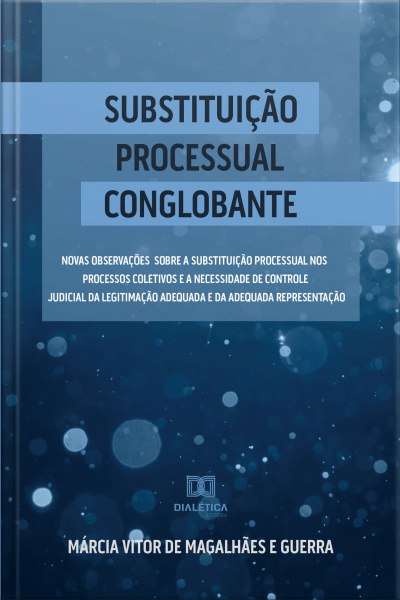 SUBSTITUIÇÃO
PROCESSUAL
CONGLOBANTE
NOVAS OBSERVAÇÕES SOBRE A SUBSTITUIÇÃO PROCESSUAL NOS
PROCESSOS COLETIVOS E A NECESSIDADE DE CONTROLE
JUDICIAL DA LEGITIMAÇÃO ADEQUADA E DA ADEQUADA REPRESENTAÇÃO
DIALÉTICA
EDITORA
MÁRCIA VITOR DE MAGALHÃES E GUERRA